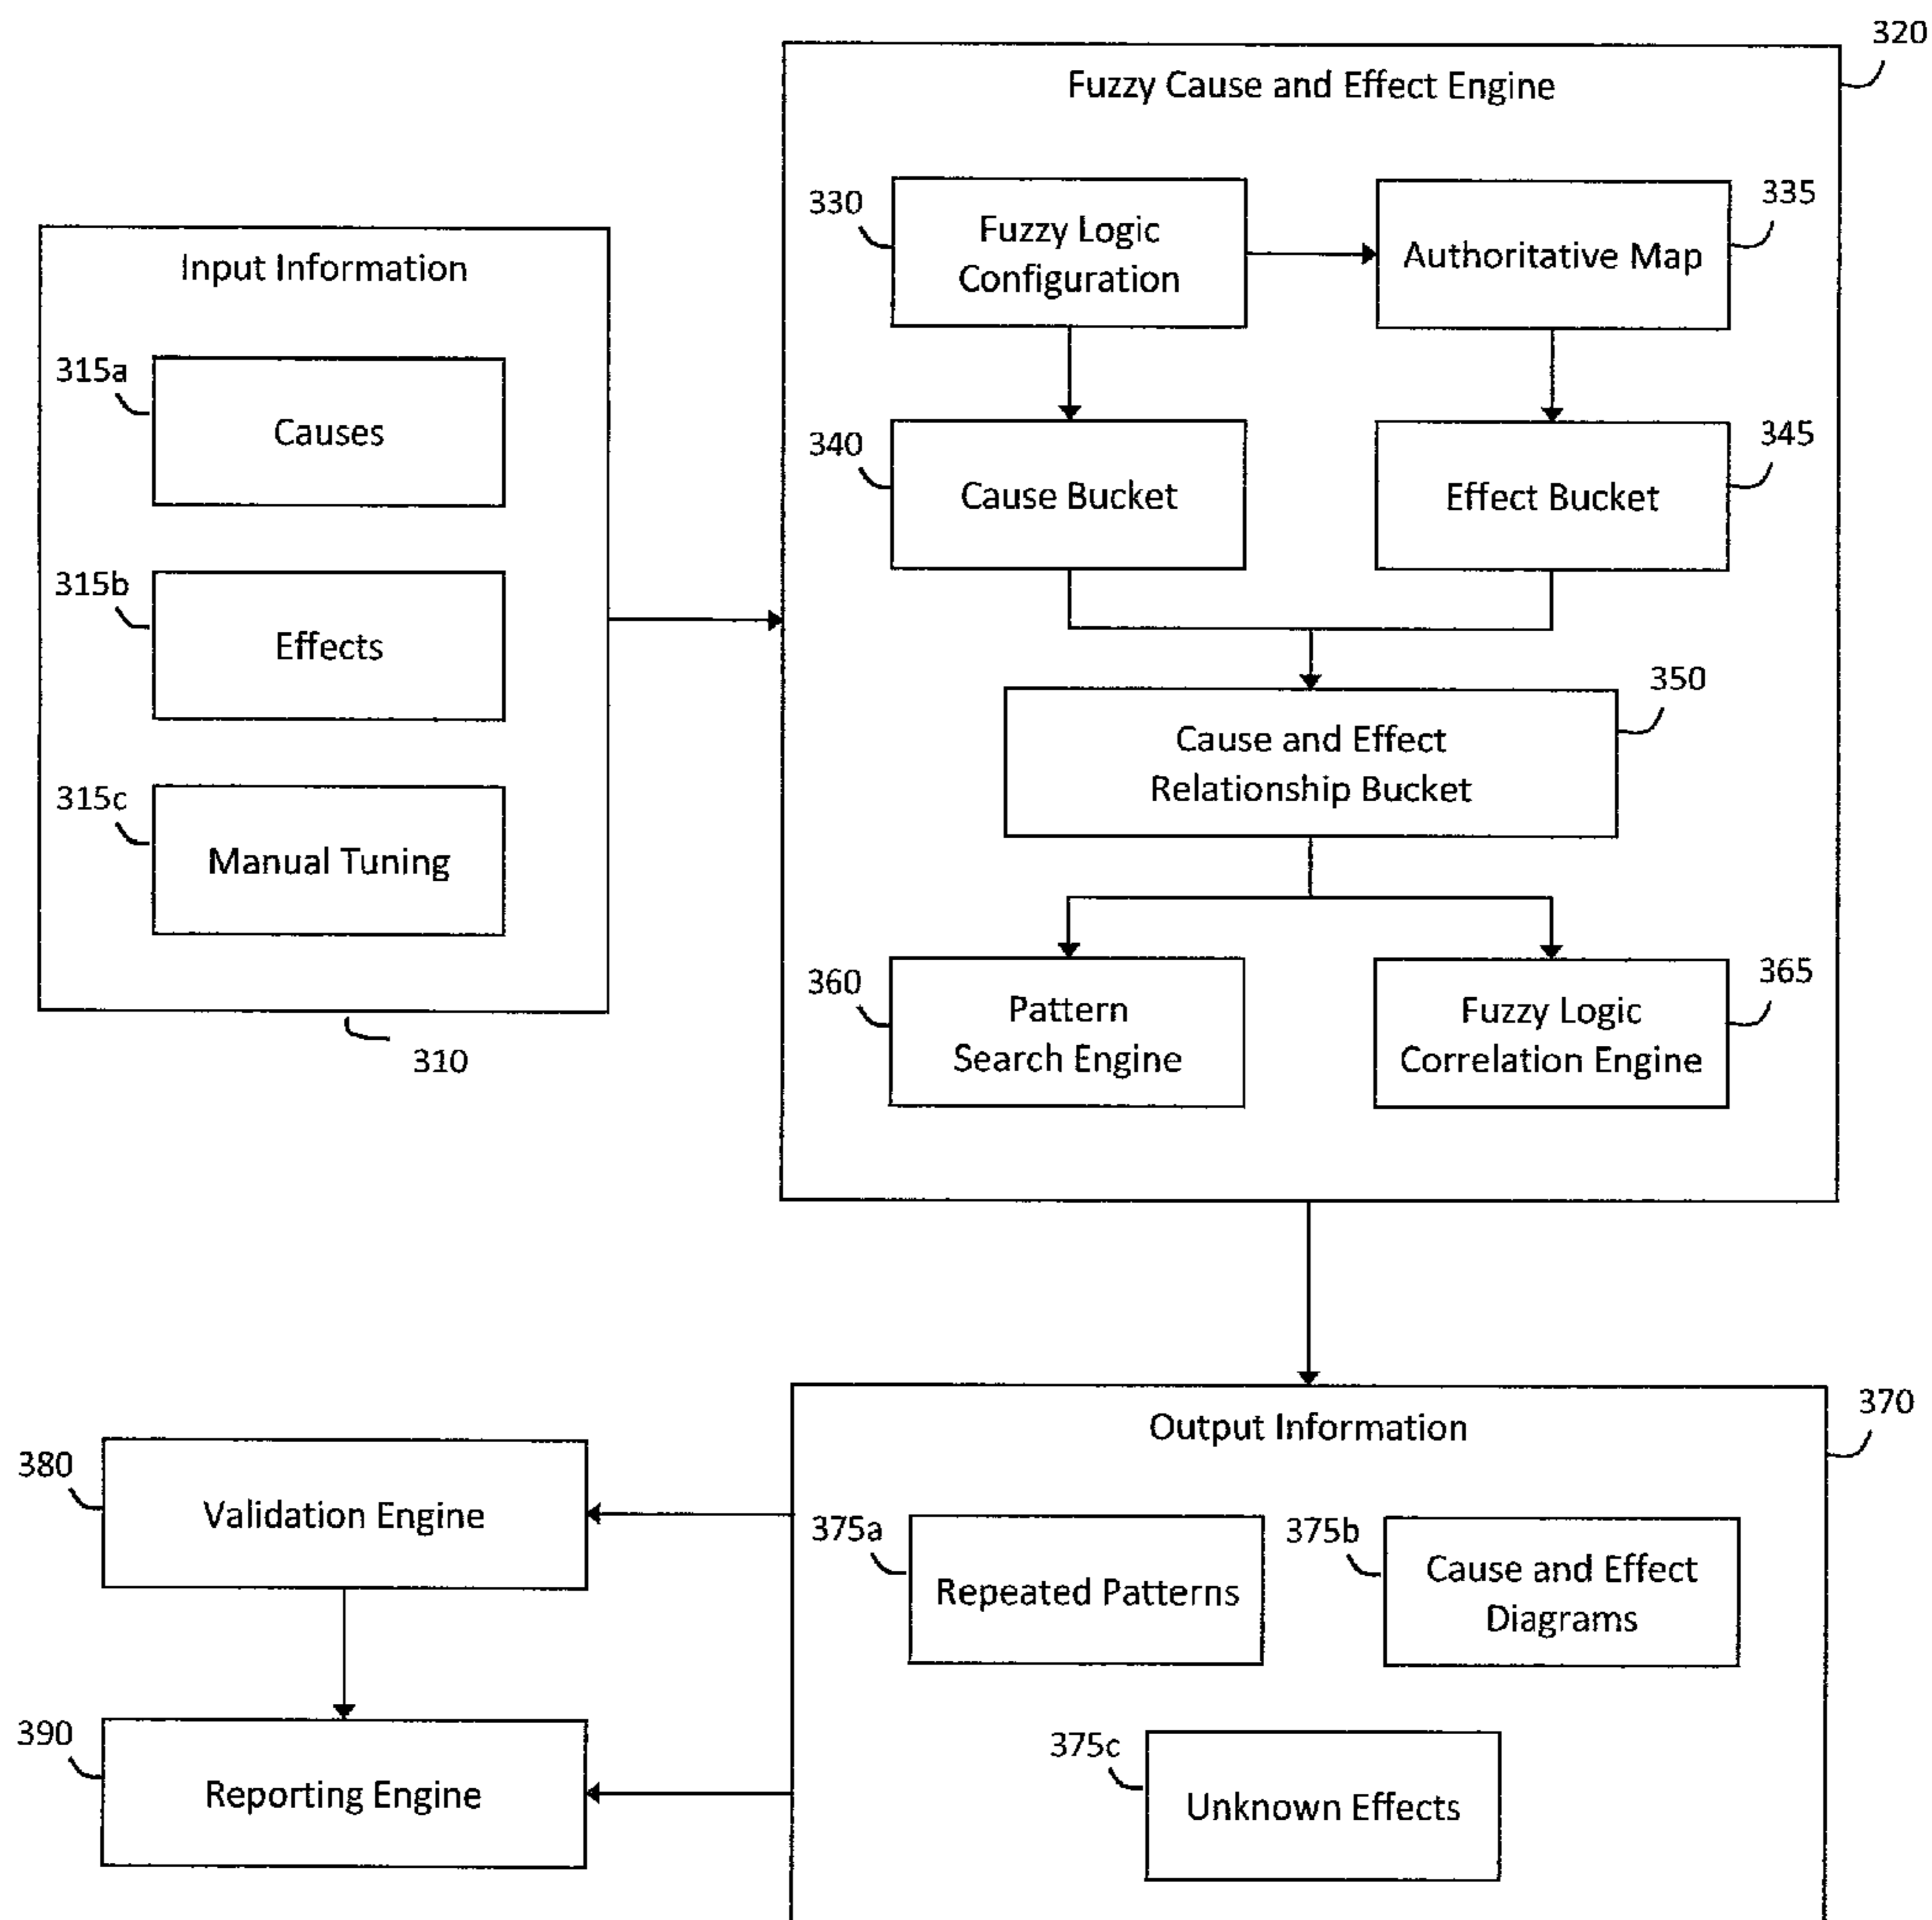 320
Fuzzy Cause and Effect Engine
330
Fuzzy Logic
Configuration
335
Authoritative Map
Input Information
315a
Causes
340
Cause Bucket
345
Effect Bucket
315b
Effects
350
Cause and Effect
Relationship Bucket
315c
Manual Tuning
360
Pattern
Search Engine
365
Fuzzy Logic
Correlation Engine
310
370
Output Information
380
Validation Engine
375a
Repeated Patterns
375b
Cause and Effect
Diagrams
390
Reporting Engine
375c
Unknown Effects